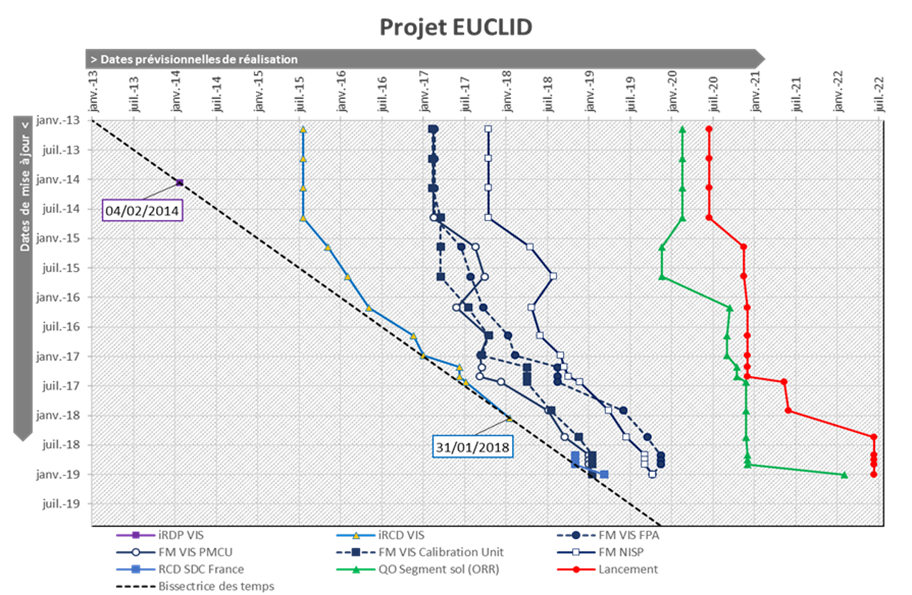 Projet EUCLID
> Dates prévisionnelles de réalisation
janv.-13 juil.-13 janv.-14 juil.-14 janv.-15 juil.-15 janv.-16 juil.-16 janv.-17 juil.-17 janv.-18 juil.-18 janv.-19 juil.-19 janv.-20 juil.-20 janv.-21 juil.-21 janv.-22 juil.-22
Dates de mise à jour <
janv.-13
juil.-13
janv.-14
juil.-14
janv.-15
juil.-15
janv.-16
juil.-16
janv.-17
juil.-17
janv.-18
juil.-18
janv.-19
juil.-19
04/02/2014
31/01/2018
iRDP VIS iRCD VIS FM VIS FPA
FM VIS PMCU FM VIS Calibration Unit FM NISP
RCD SDC France QO Segment sol (ORR) Lancement
Bissectrice des temps